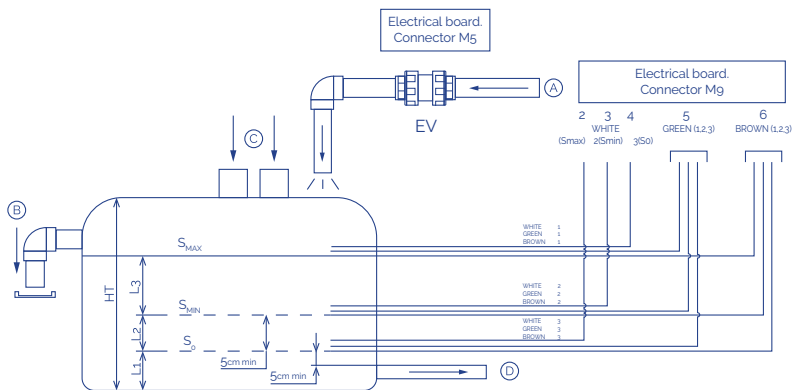 Electrical board.
Connector M5
Electrical board.
Connector M9
A
EV
2 3 4 5 6
WHITE GREEN (1,2,3) BROWN (1,2,3)
(Smax) 2(Smin) 3(S0)
C
B
SMAX
WHITE 1
GREEN 1
BROWN 1
HT
L3
SMIN
WHITE 2
GREEN 2
BROWN 2
L2
S0
WHITE 3
GREEN 3
BROWN 3
L1
5cm min
5cm min
D